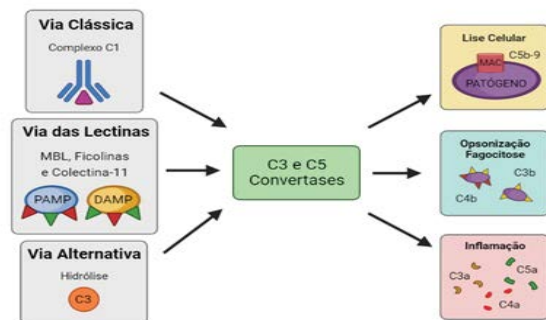 Via Clássica
Complexo C1
Via das Lectinas
MBL, Ficolinas
e Colectina-11
PAMP
DAMP
Via Alternativa
Hidrólise
C3
C3 e C5
Convertases
Lise Celular
MAC
C5b-9
PATÓGENO
Opsonização
Fagocitose
C3b
C4b
Inflamação
C3a
C5a
C4a